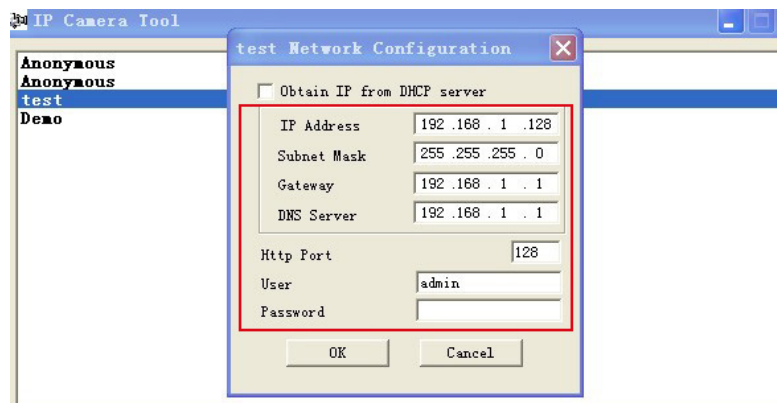 IP Camera Tool
Anonymous
Anonymous
test
Demo
test Network Configuration
Obtain IP from DHCP server
IP Address 192 .168 . 1 .128
Subnet Mask 255 .255 .255 . 0
Gateway 192 .168 . 1 . 1
DNS Server 192 .168 . 1 . 1
Http Port 128
User admin
Password
OK Cancel